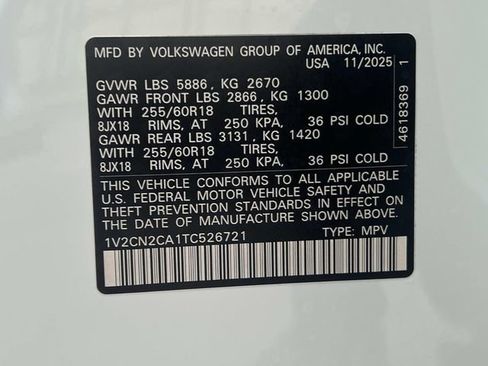 MFD BY VOLKSWAGEN GROUP OF AMERICA, INC.
USA 11/2025
GVWR LBS 5886, KG 2670
GAWR FRONT LBS 2866, KG 1300
WITH 255/60R18 TIRES,
8JX18 RIMS, AT 250 KPA, 36 PSI COLD
GAWR REAR LBS 3131, KG 1420
WITH 255/60R18 TIRES,
8JX18 RIMS, AT 250 KPA, 36 PSI COLD
THIS VEHICLE CONFORMS TO ALL APPLICABLE
U.S. FEDERAL MOTOR VEHICLE SAFETY AND
THEFT PREVENTION STANDARDS IN EFFECT ON
THE DATE OF MANUFACTURE SHOWN ABOVE.
1V2CN2CA1TC526721 TYPE: MPV
4618369 1